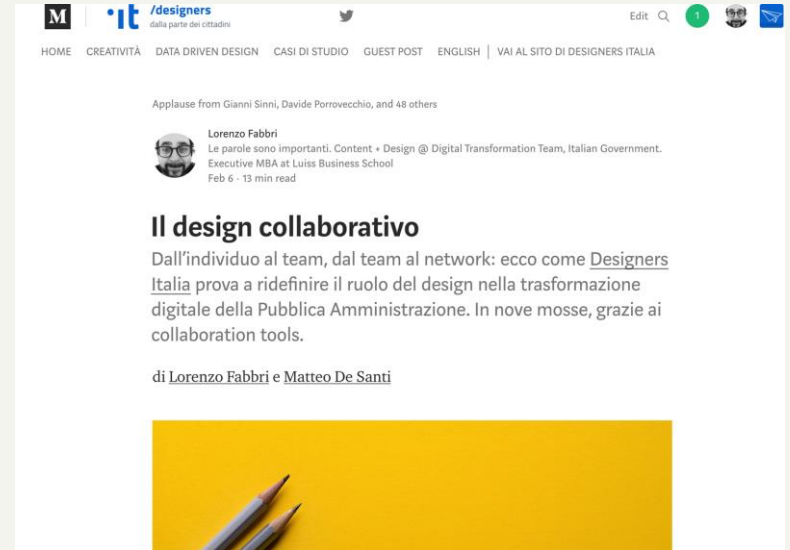 M
it /designers
dalla parte dei cittadini
Edit
1
HOME CREATIVITÀ DATA DRIVEN DESIGN CASI DI STUDIO GUEST POST ENGLISH | VAI AL SITO DI DESIGNERS ITALIA
Applause from Gianni Sinni, Davide Porrovecchio, and 48 others
Lorenzo Fabbri
Le parole sono importanti. Content + Design @ Digital Transformation Team, Italian Government.
Executive MBA at Luiss Business School
Feb 6 · 13 min read
Il design collaborativo
Dall’individuo al team, dal team al network: ecco come Designers
Italia prova a ridefinire il ruolo del design nella trasformazione
digitale della Pubblica Amministrazione. In nove mosse, grazie ai
collaboration tools.
di Lorenzo Fabbri e Matteo De Santi